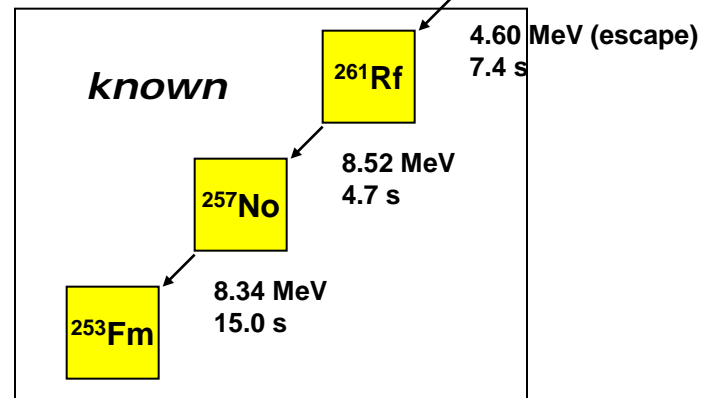 4.60 MeV (escape)
7.4 s
known
²⁶¹Rf
8.52 MeV
4.7 s
²⁵⁷No
8.34 MeV
15.0 s
²⁵³Fm